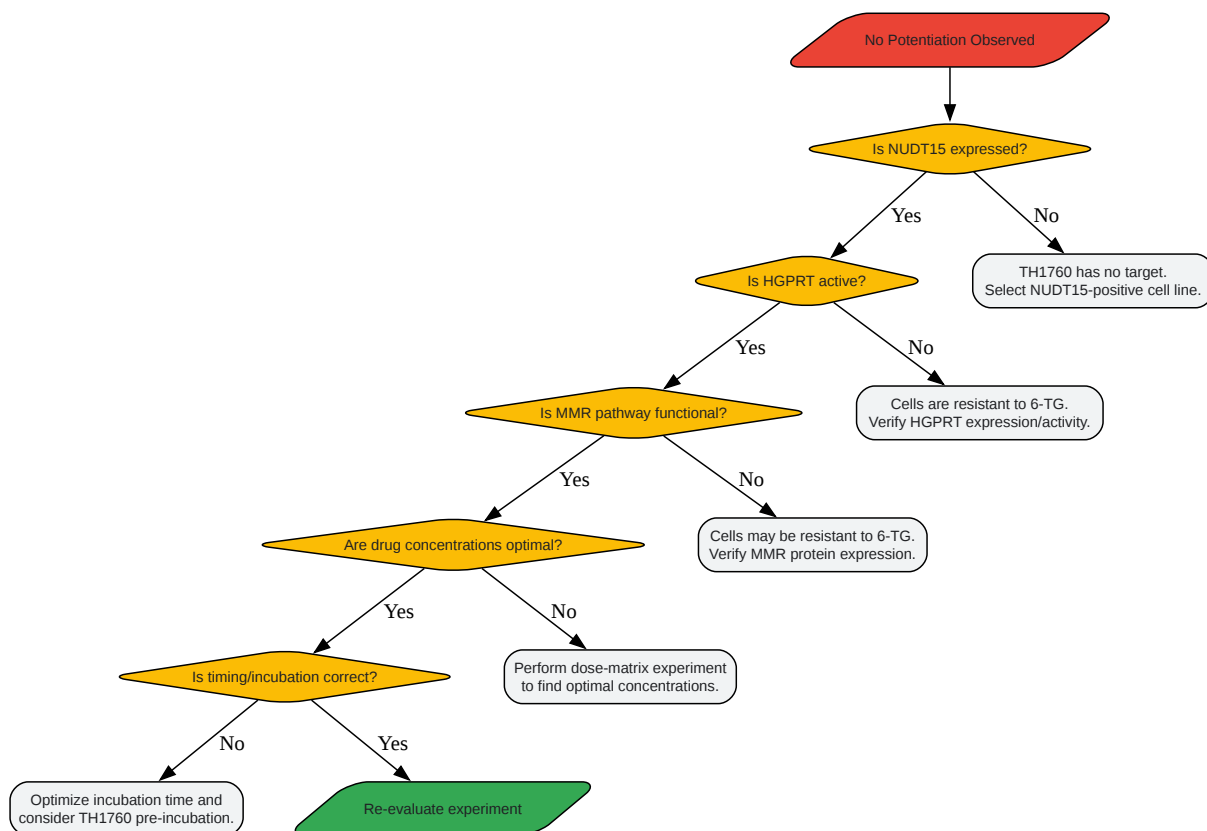 No Potentiation Observed
Is NUDT15 expressed?
Yes
No
Is HGPRT active?
TH1760 has no target.
Select NUDT15-positive cell line.
Yes
No
Is MMR pathway functional?
Cells are resistant to 6-TG.
Verify HGPRT expression/activity.
Yes
No
Are drug concentrations optimal?
Cells may be resistant to 6-TG.
Verify MMR protein expression.
Yes
No
Is timing/incubation correct?
Perform dose-matrix experiment
to find optimal concentrations.
No
Yes
Optimize incubation time and
consider TH1760 pre-incubation.
Re-evaluate experiment